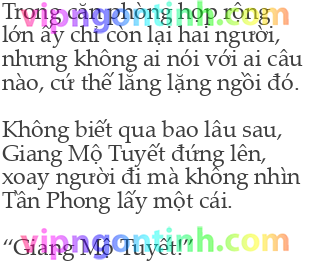 Trong căn phòng họp rộng
lớn ấy chỉ còn lại hai người,
nhưng không ai nói với ai câu
nào, cứ thế lẳng lặng ngồi đó.
Không biết qua bao lâu sau,
Giang Mộ Tuyết đứng lên,
xoay người đi mà không nhìn
Tần Phong lấy một cái.
vipngontinh.com
“Giang Mộ Tuyết!”